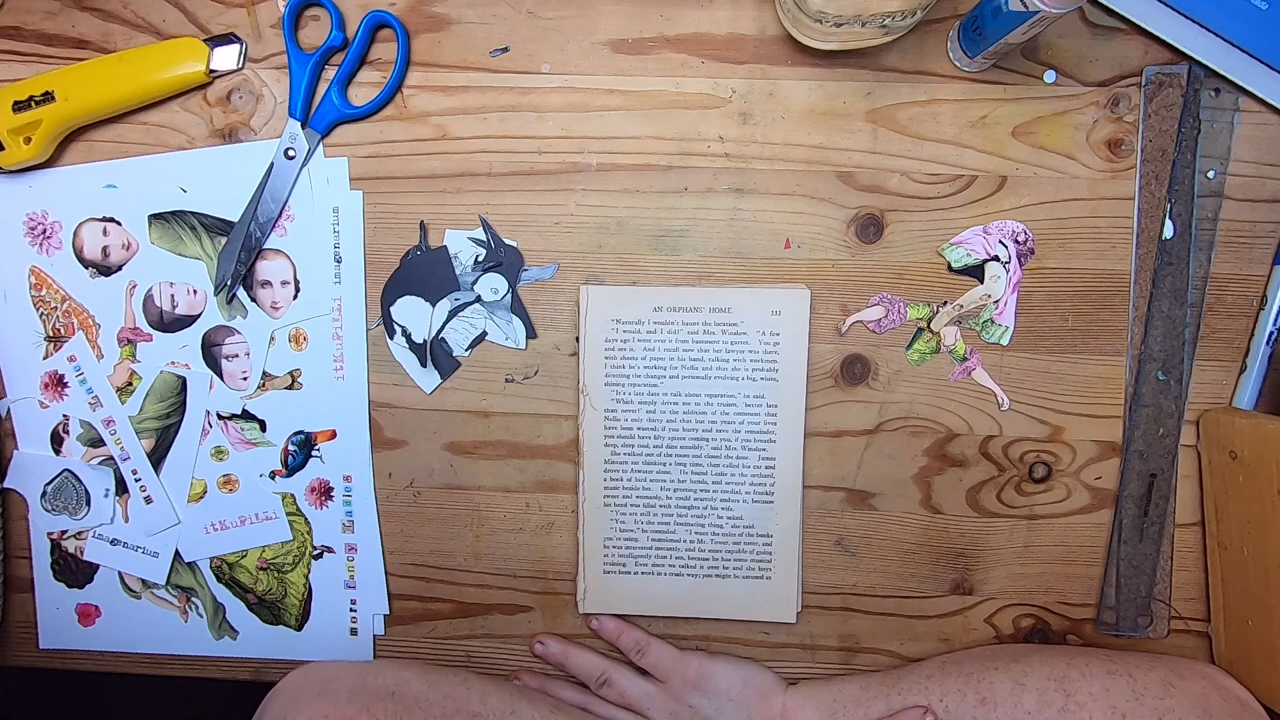 AN ORPHANS' HOME 333
"Naturally I wouldn't haunt the location."
"I would, and I did!" said Mrs. Winslow. "A few
days ago I went over it from basement to garret. You go
and see it. And I recall now that her lawyer was there,
with sheets of paper in his hand, talking with workmen.
I think he's working for Nellie and that she is probably
directing the changes and personally evolving a big, white,
shining reparation."
"It's a late date to talk about reparation," he said.
"Which simply drives me to the truism, 'better late
than never!' and to the addition of the comment that
Nellie is only thirty and that but ten years of your lives
have been wasted; if you hurry and save the remainder,
you should have fifty apiece coming to you, if you breathe
deep, sleep cool, and dine sensibly," said Mrs. Winslow.
She walked out of the room and closed the door. James
Minturn sat thinking a long time, then called his car and
drove to Atwater alone. He found Leslie in the orchard,
a book of bird scores in her hands, and several sheets of
music beside her. Her greeting was so cordial, so frankly
sweet and womanly, he could scarcely endure it, because
his head was filled with thoughts of his wife.
"You are still at your bird study?" he asked.
"Yes. It's the most fascinating thing," she said.
"I know," he conceded. "I want the titles of the books
you're using. I mentioned it to Mr. Tower, our tutor, and
he was interested instantly, and far more capable of going
at it intelligently than I am, because he has some musical
training. Ever since we talked it over he and the boys
have been at work in a crude way; you might be amused at
imagenarium
itKuPiLLi
more fancy ladies
more fancy ladies
itKuPiLLi
imagenarium